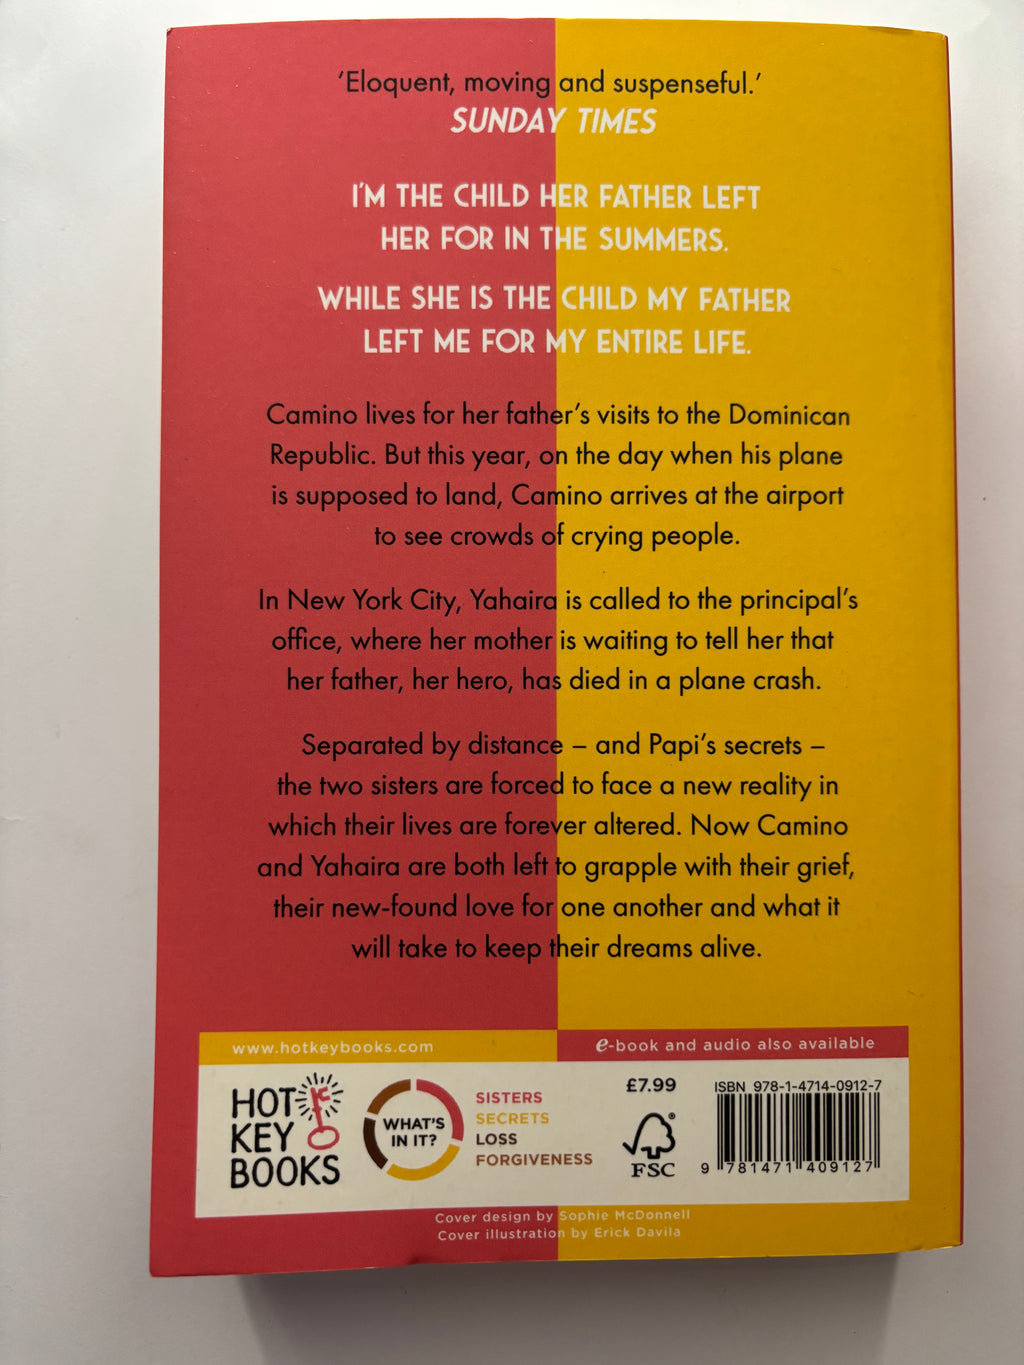 ‘Eloquent, moving and suspenseful.’
SUNDAY TIMES
I'M THE CHILD HER FATHER LEFT
HER FOR IN THE SUMMERS.
WHILE SHE IS THE CHILD MY FATHER
LEFT ME FOR MY ENTIRE LIFE.
Camino lives for her father’s visits to the Dominican
Republic. But this year, on the day when his plane
is supposed to land, Camino arrives at the airport
to see crowds of crying people.
In New York City, Yahaira is called to the principal’s
office, where her mother is waiting to tell her that
her father, her hero, has died in a plane crash.
Separated by distance – and Papi’s secrets –
the two sisters are forced to face a new reality in
which their lives are forever altered. Now Camino
and Yahaira are both left to grapple with their grief,
their new-found love for one another and what it
will take to keep their dreams alive.
www.hotkeybooks.com
e-book and audio also available
HOT
KEY
BOOKS
WHAT'S
IN IT?
SISTERS
SECRETS
LOSS
FORGIVENESS
£7.99
FSC
®
ISBN 978-1-4714-0912-7
9 781471 409127
Cover design by Sophie McDonnell
Cover illustration by Erick Davila